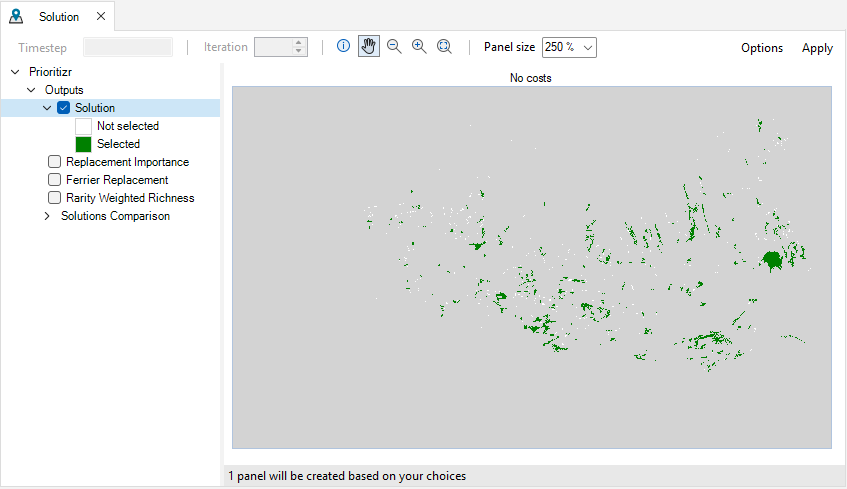 Solution
Timestep
Iteration
Panel size
250 %
Options
Apply
Prioritizr
Outputs
Solution
Not selected
Selected
Replacement Importance
Ferrier Replacement
Rarity Weighted Richness
Solutions Comparison
No costs
1 panel will be created based on your choices